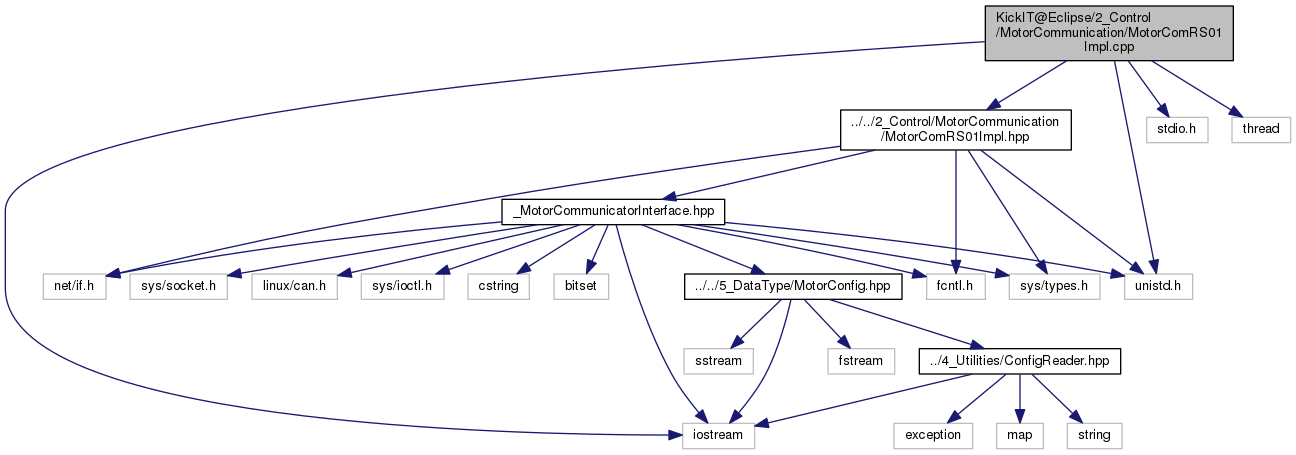 KickIT@Eclipse/2_Control
/MotorCommunication/MotorComRS01
Impl.cpp
../../2_Control/MotorCommunication
/MotorComRS01Impl.hpp
stdio.h
thread
_MotorCommunicatorInterface.hpp
net/if.h
sys/socket.h
linux/can.h
sys/ioctl.h
cstring
bitset
../../5_DataType/MotorConfig.hpp
fcntl.h
sys/types.h
unistd.h
sstream
fstream
../4_Utilities/ConfigReader.hpp
iostream
exception
map
string